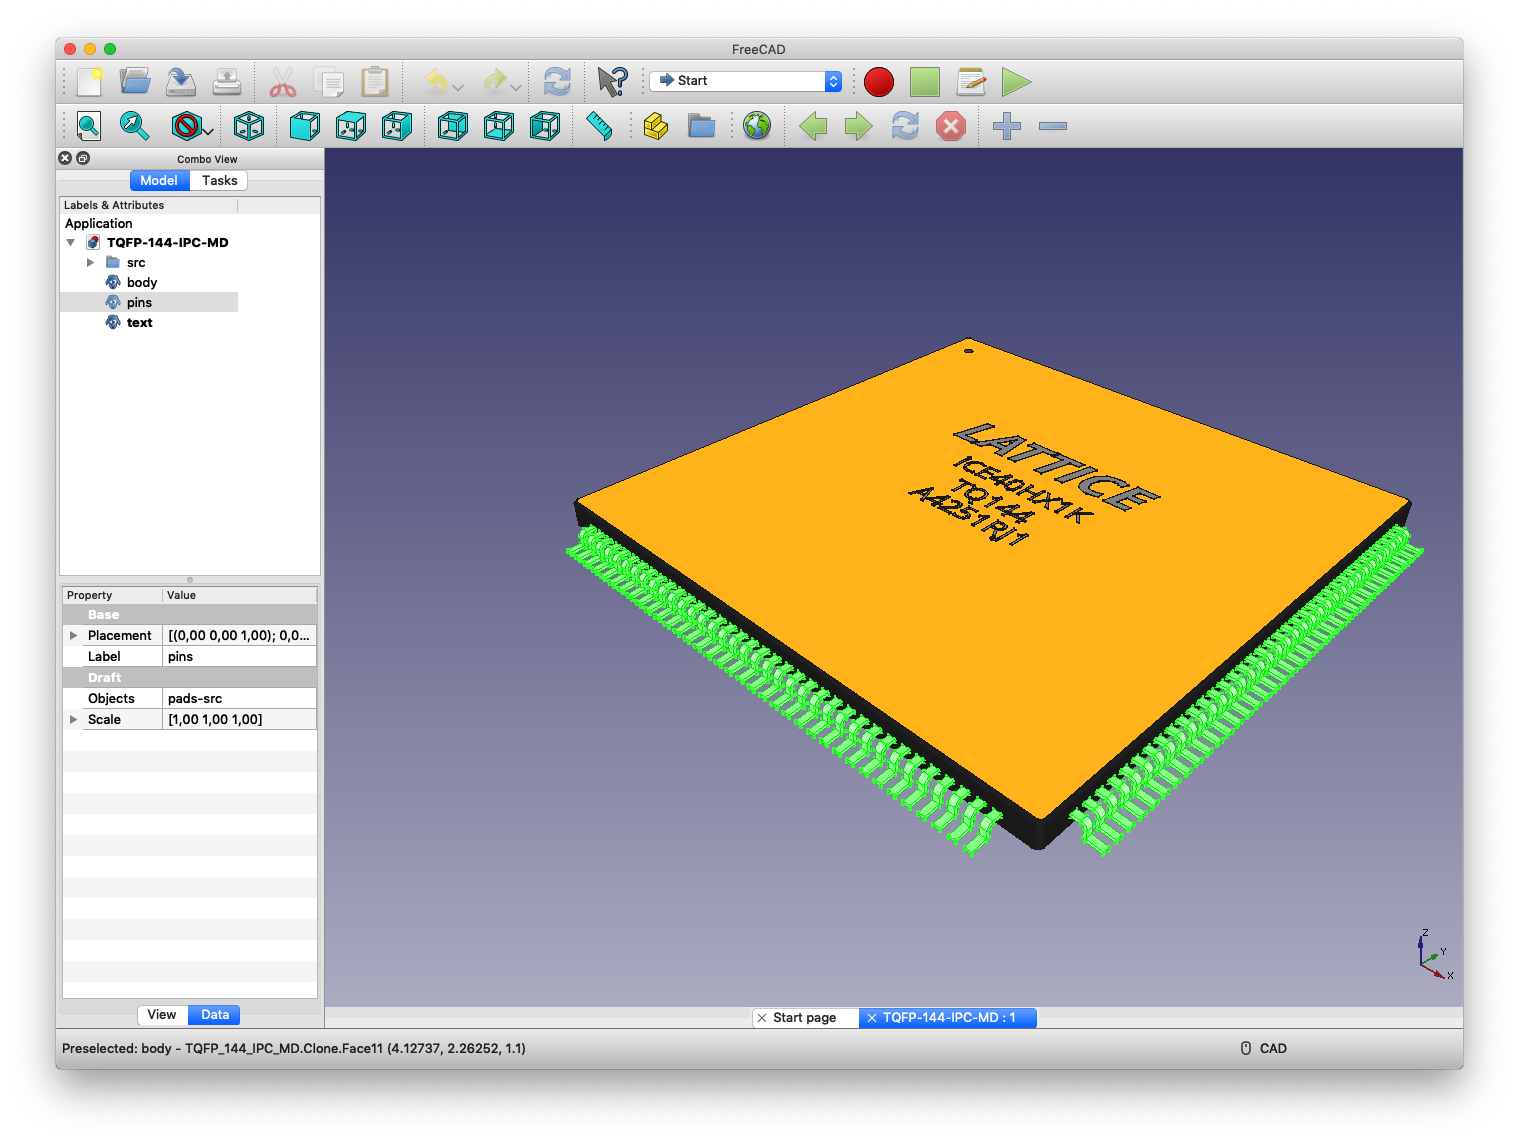 FreeCAD
Start
Combo View
Model
Tasks
Labels & Attributes
Application
TQFP-144-IPC-MD
src
body
pins
text
Property
Value
Base
Placement
[(0,00 0,00 1,00); 0,0...
Label
pins
Draft
Objects
pads-src
Scale
[1,00 1,00 1,00]
View
Data
LATTICE
ICE40HX1K
TQ144
A4251RJ1
Z
Y
X
Start page
TQFP-144-IPC-MD : 1
Preselected: body - TQFP_144_IPC_MD.Clone.Face11 (4.12737, 2.26252, 1.1)
CAD